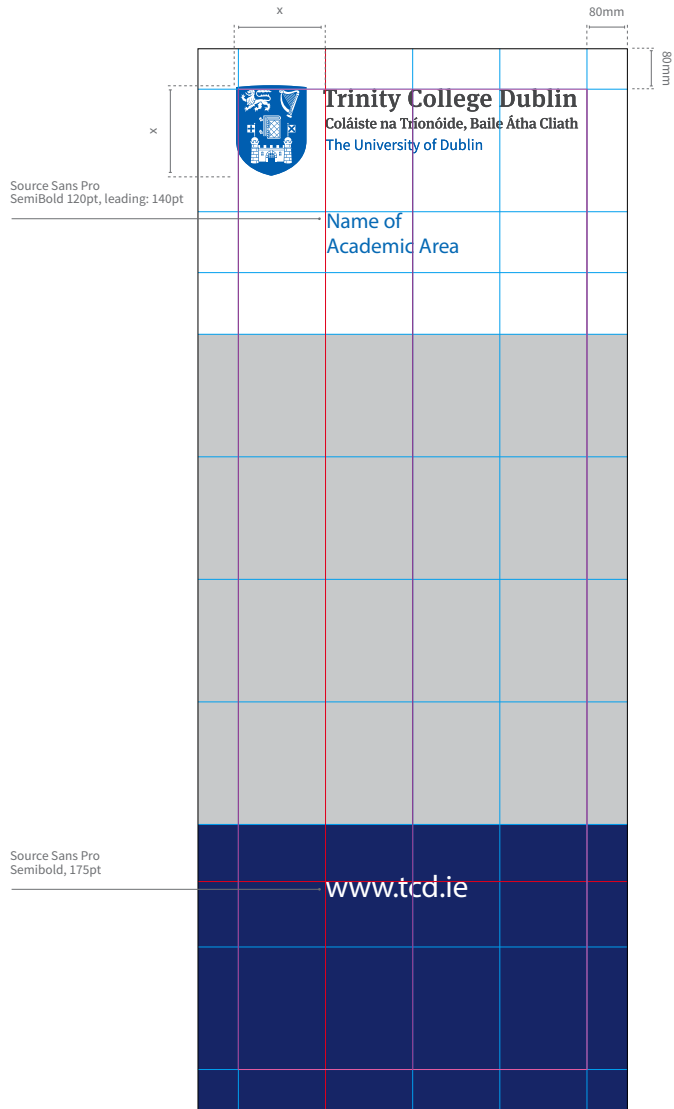 x
80mm
80mm
x
Trinity College Dublin
Coláiste na Tríonóide, Baile Átha Cliath
The University of Dublin
Source Sans Pro
SemiBold 120pt, leading: 140pt
Name of
Academic Area
Source Sans Pro
Semibold, 175pt
www.tcd.ie